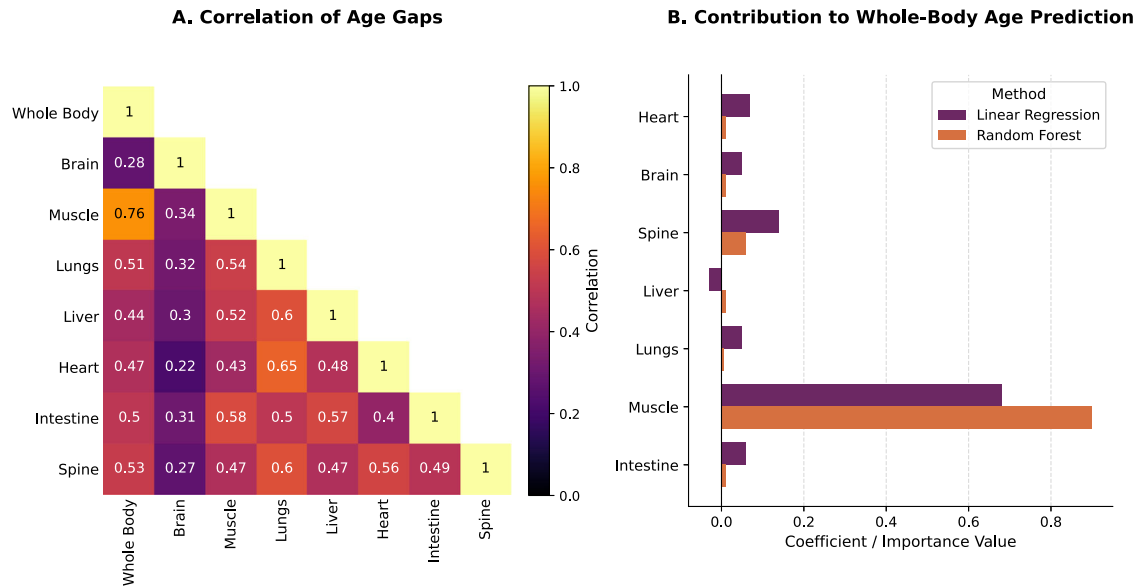 A. Correlation of Age Gaps
Whole Body 1
Brain 0.28 1
Muscle 0.76 0.34 1
Lungs 0.51 0.32 0.54 1
Liver 0.44 0.3 0.52 0.6 1
Heart 0.47 0.22 0.43 0.65 0.48 1
Intestine 0.5 0.31 0.58 0.5 0.57 0.4 1
Spine 0.53 0.27 0.47 0.6 0.47 0.56 0.49 1
Whole Body
Brain
Muscle
Lungs
Liver
Heart
Intestine
Spine
1.0
0.8
0.6
0.4
0.2
0.0
Correlation
B. Contribution to Whole-Body Age Prediction
Method
Linear Regression
Random Forest
Heart
Brain
Spine
Liver
Lungs
Muscle
Intestine
0.0 0.2 0.4 0.6 0.8
Coefficient / Importance Value